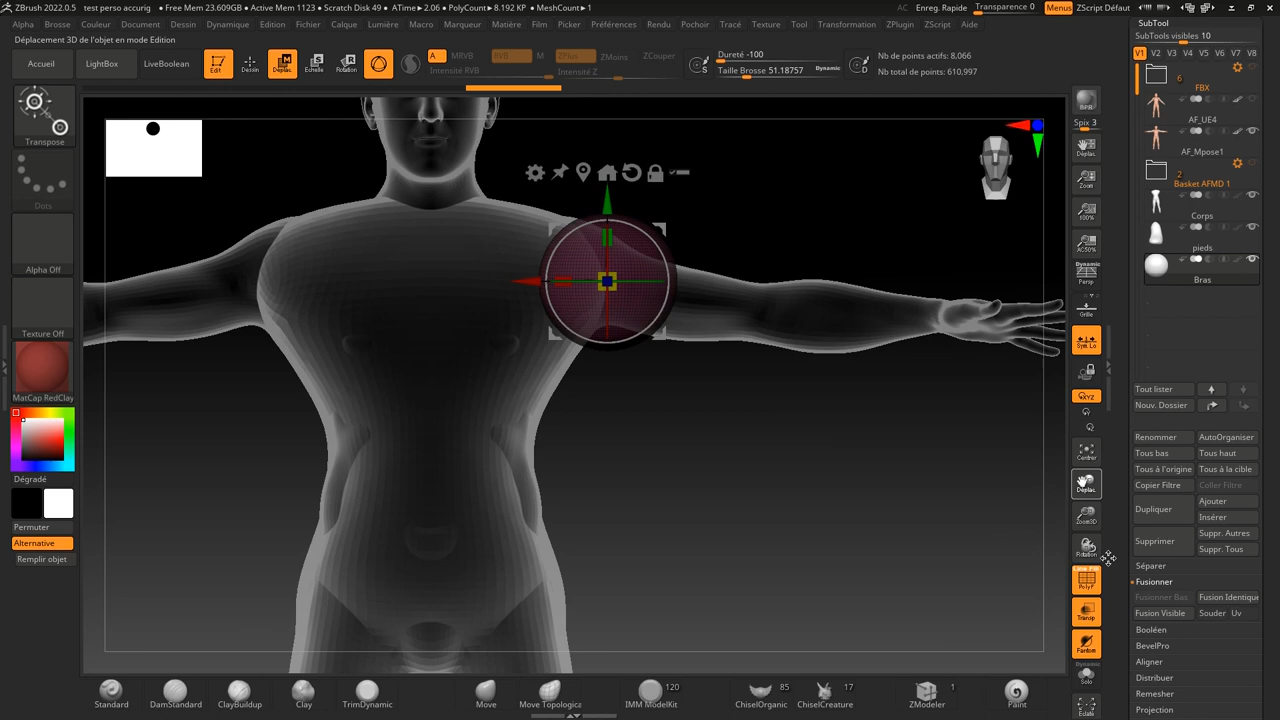 ZBrush 2022.0.5 test perso accurig • Free Mem 23.609GB • Active Mem 1123 • Scratch Disk 49 • ATime►2.06 • PolyCount►8.192 KP • MeshCount►1 AC Enreg. Rapide Transparence 0 Menus ZScript Défaut
Alpha Brosse Couleur Document Dessin Dynamique Edition Fichier Calque Lumière Macro Marqueur Matière Film Picker Préférences Rendu Pochoir Tracé Texture Tool Transformation ZPlugin ZScript Aide
Déplacement 3D de l'objet en mode Edition
Accueil LightBox LiveBoolean
Edit Dessin Deplac. Echelle Rotation
A MRVB RVB M ZPlus ZMoins ZCouper
Intensité RVB Intensité Z
Dureté -100
Taille Brosse 51.18757 Dynamic
S D
Nb de points actifs: 8,066
Nb total de points: 610,997
Transpose
Dots
Alpha Off
Texture Off
MatCap RedClay
Dégradé
Permuter
Alternative
Remplir objet
BPR
Spix 3
Déplac.
Zoom
100%
AC50%
Dynamic
Persp
Grille
Sym. Lo
XYZ
Centrer
Déplac.
Zoom3D
Rotation
Line Fill
PolyF
Transp
Fantom
Dynamic
Solo
Eclaté
SubTool
SubTools visibles 10
V1 V2 V3 V4 V5 V6 V7 V8
6
FBX
AF_UE4
AF_Mpose1
2
Basket AFMD 1
Corps
pieds
Bras
Tout lister
Nouv. Dossier
Renommer AutoOrganiser
Tous bas Tous haut
Tous à l'origine Tous à la cible
Copier Filtre Coller Filtre
Dupliquer Ajouter
Insérer
Supprimer Suppr. Autres
Suppr. Tous
Séparer
Fusionner
Fusionner Bas Fusion Identique
Fusion Visible Souder Uv
Booléen
BevelPro
Aligner
Distribuer
Remesher
Projection
Standard DamStandard ClayBuildup Clay TrimDynamic Move Move Topologica 120 IMM ModelKit 85 ChiselOrganic 17 ChiselCreature 1 ZModeler Paint